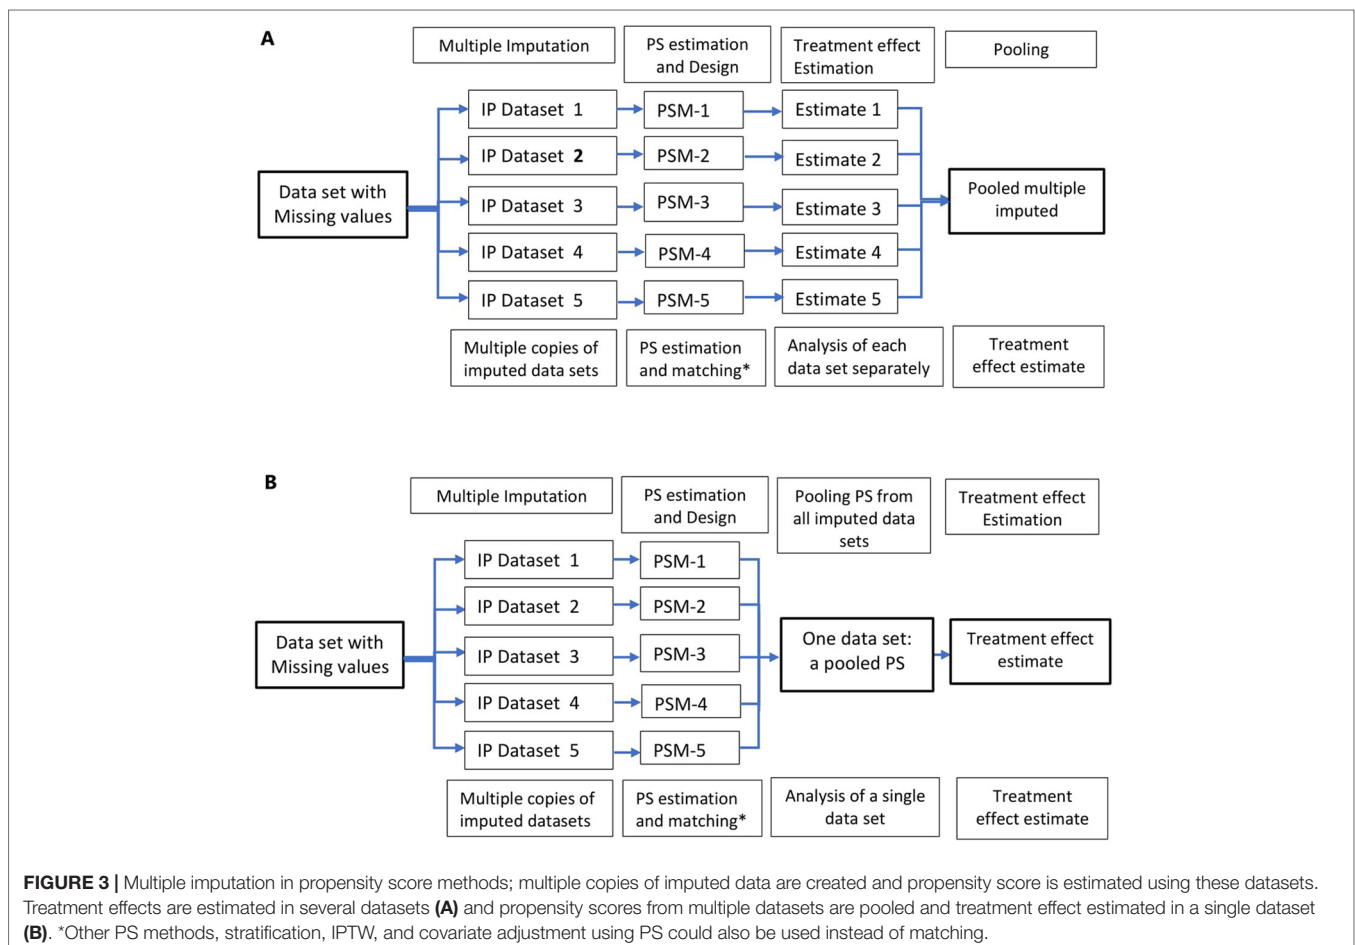 A
Multiple Imputation
PS estimation
and Design
Treatment effect
Estimation
Pooling
IP Dataset 1
PSM-1
Estimate 1
IP Dataset 2
PSM-2
Estimate 2
Data set with
Missing values
IP Dataset 3
PSM-3
Estimate 3
Pooled multiple
imputed
IP Dataset 4
PSM-4
Estimate 4
IP Dataset 5
PSM-5
Estimate 5
Multiple copies of
imputed data sets
PS estimation
and matching*
Analysis of each
data set separately
Treatment
effect estimate
B
Multiple Imputation
PS estimation
and Design
Pooling PS from
all imputed data
sets
Treatment effect
Estimation
IP Dataset 1
PSM-1
IP Dataset 2
PSM-2
Data set with
Missing values
IP Dataset 3
PSM-3
One data set:
a pooled PS
Treatment effect
estimate
IP Dataset 4
PSM-4
IP Dataset 5
PSM-5
Multiple copies of
imputed datasets
PS estimation
and matching*
Analysis of a single
data set
Treatment
effect estimate
FIGURE 3 | Multiple imputation in propensity score methods; multiple copies of imputed data are created and propensity score is estimated using these datasets.
Treatment effects are estimated in several datasets (A) and propensity scores from multiple datasets are pooled and treatment effect estimated in a single dataset
(B). *Other PS methods, stratification, IPTW, and covariate adjustment using PS could also be used instead of matching.